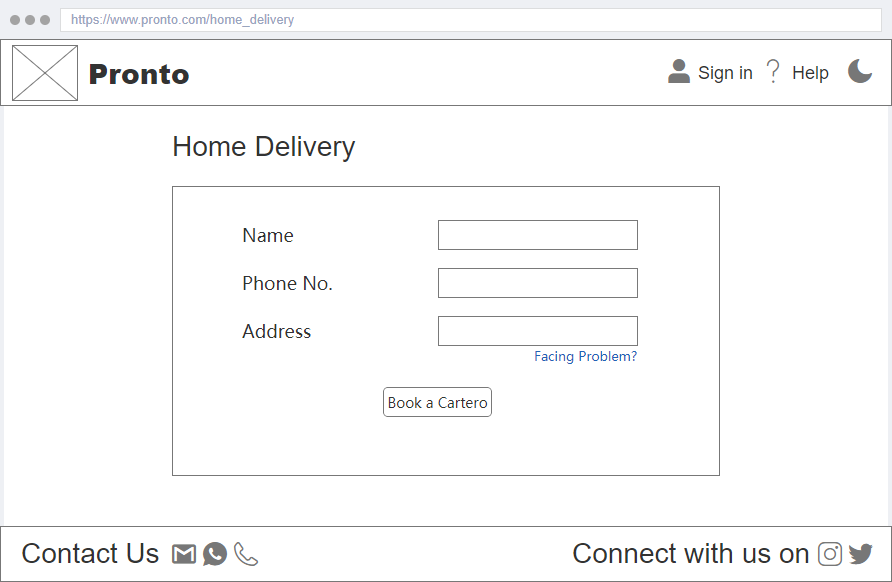 https://www.pronto.com/home_delivery
Pronto
Sign in
Help
Home Delivery
Name
Phone No.
Address
Facing Problem?
Book a Cartero
Contact Us
Connect with us on